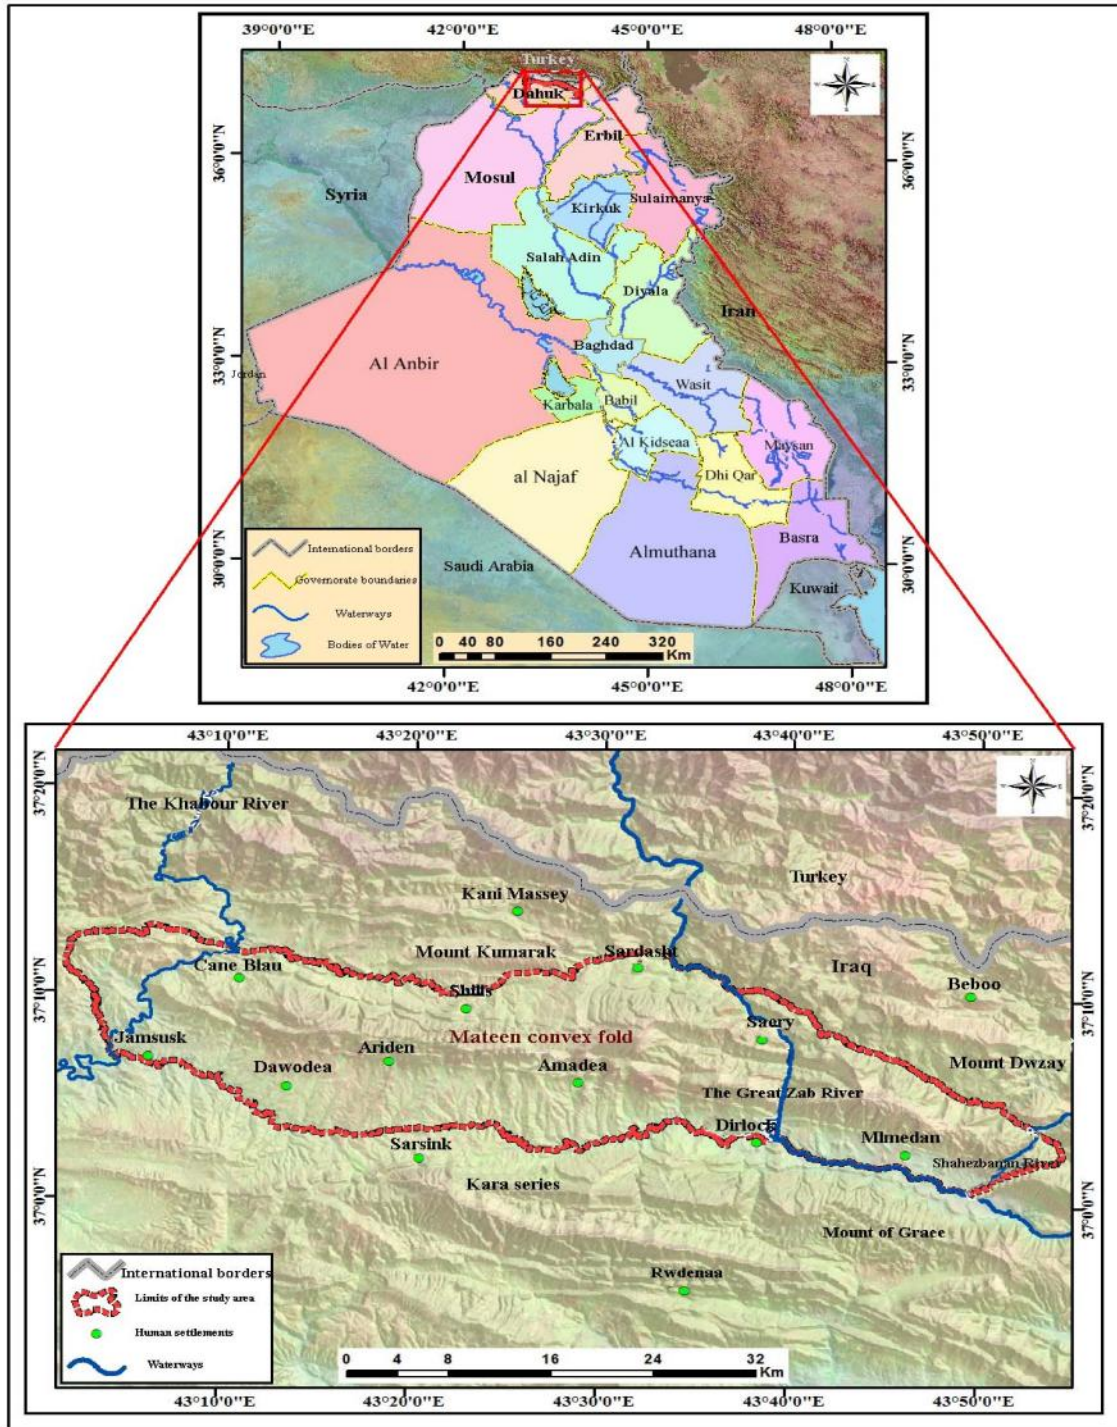 39°0'0"E 42°0'0"E 45°0'0"E 48°0'0"E
Turkey
Dahuk
Erbil
36°0'0"N
36°0'0"N
Mosul
Syria
Sulaimanya
Kirkuk
Salah Adin
Diyala
Iran
Baghdad
33°0'0"N
33°0'0"N
Al Anbir
Jordan
Wasit
Karbala
Babil
Al Kidseaa
Maysan
al Najaf
Dhi Qar
Basra
Almuthana
30°0'0"N
30°0'0"N
Saudi Arabia
Kuwait
International borders
Governorate boundaries
Waterways
Bodies of Water
0 40 80 160 240 320
Km
42°0'0"E 45°0'0"E 48°0'0"E
43°10'0"E 43°20'0"E 43°30'0"E 43°40'0"E 43°50'0"E
37°20'0"N
37°20'0"N
The Khabour River
Turkey
Kani Massey
Mount Kumarak
Sardasht
Cane Blau
Iraq
Beboo
37°10'0"N
37°10'0"N
Shills
Saery
Jamsusk
Mateen convex fold
Ariden
Dawodea
Amadea
Mount Dwzay
The Great Zab River
Dirlock
Mlmedan
Sarsink
Shahezbanan River
Kara series
37°0'0"N
37°0'0"N
Mount of Grace
Rwdenaa
International borders
Limits of the study area
Human settlements
Waterways
0 4 8 16 24 32
Km
43°10'0"E 43°20'0"E 43°30'0"E 43°40'0"E 43°50'0"E